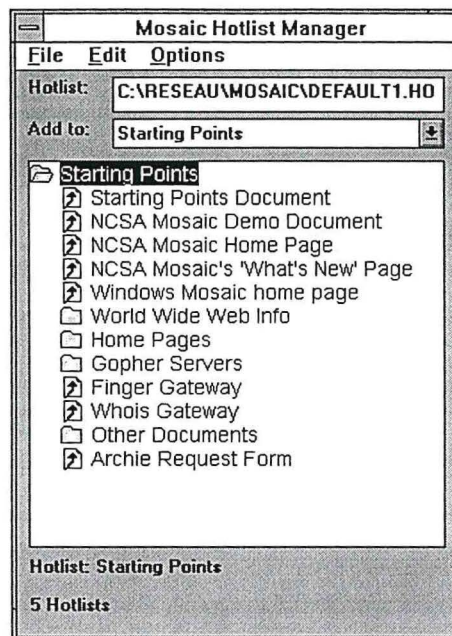 Mosaic Hotlist Manager
File Edit Options
Hotlist: C:\RESEAU\MOSAIC\DEFAULT1.HO
Add to: Starting Points
Starting Points
Starting Points Document
NCSA Mosaic Demo Document
NCSA Mosaic Home Page
NCSA Mosaic's 'What's New' Page
Windows Mosaic home page
World Wide Web Info
Home Pages
Gopher Servers
Finger Gateway
Whois Gateway
Other Documents
Archie Request Form
Hotlist: Starting Points
5 Hotlists